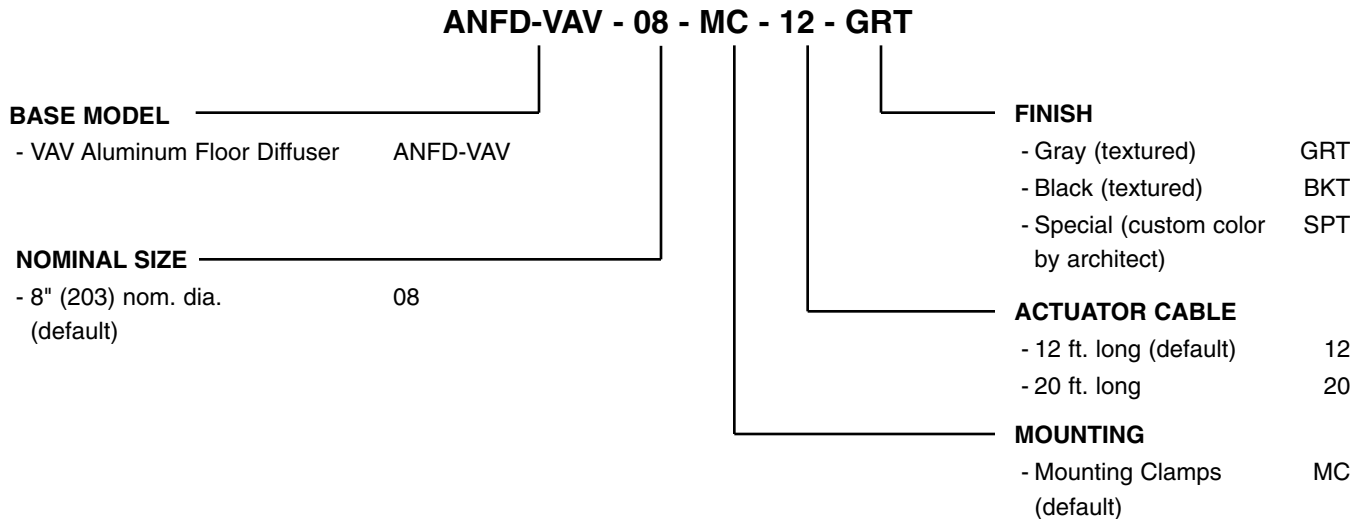 ANFD-VAV - 08 - MC - 12 - GRT
BASE MODEL
- VAV Aluminum Floor Diffuser ANFD-VAV
NOMINAL SIZE
- 8" (203) nom. dia. 08
(default)
FINISH
- Gray (textured) GRT
- Black (textured) BKT
- Special (custom color SPT
by architect)
ACTUATOR CABLE
- 12 ft. long (default) 12
- 20 ft. long 20
MOUNTING
- Mounting Clamps MC
(default)